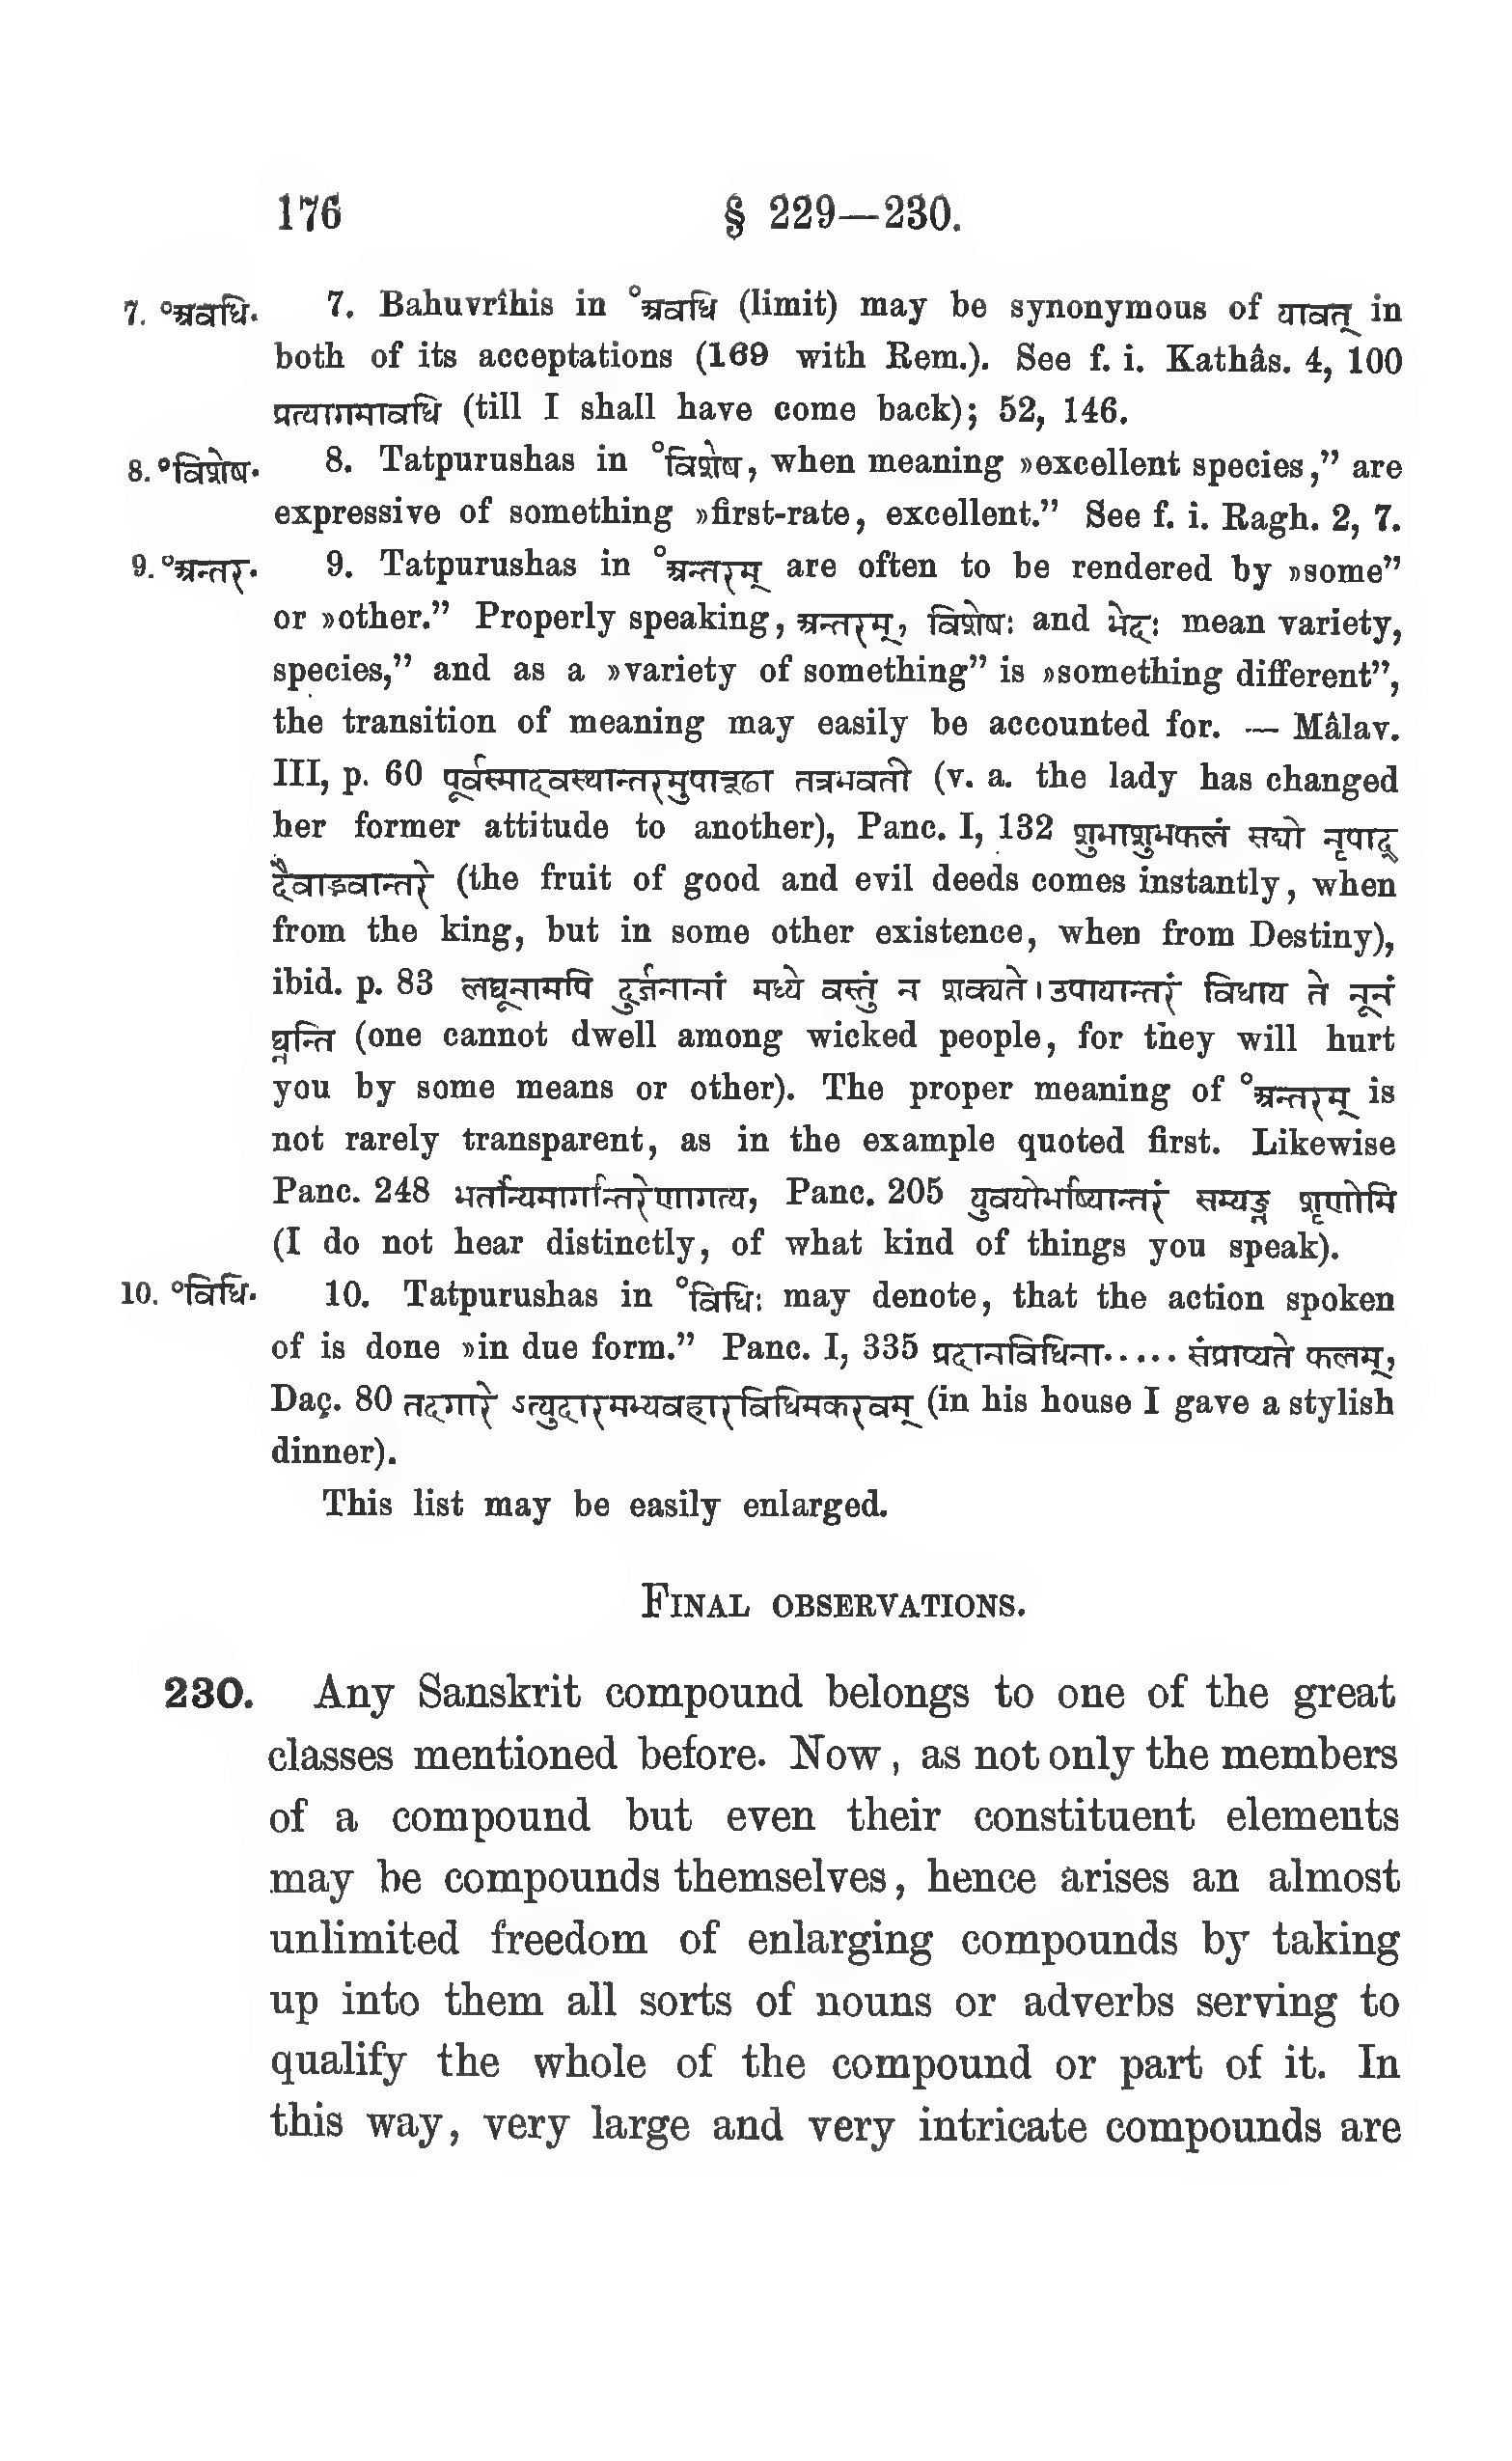 176 § 229—230.
7. °अवधि. 7. Bahuvrîhis in °अवधि (limit) may be synonymous of यावत् in
both of its acceptations (169 with Rem.). See f. i. Kathâs. 4, 100
प्रत्यागमावधि (till I shall have come back); 52, 146.
8. °विशेष. 8. Tatpurushas in °विशेष, when meaning »excellent species,” are
expressive of something »first-rate, excellent.” See f. i. Ragh. 2, 7.
9. °अन्तर. 9. Tatpurushas in °अन्तरम् are often to be rendered by »some”
or »other.” Properly speaking, अन्तरम्, विशेषः and भेदः mean variety,
species,” and as a »variety of something” is »something different”,
the transition of meaning may easily be accounted for. — Mâlav.
III, p. 60 पूर्वस्मादवस्थान्तरमुपारूढा तत्रभवती (v. a. the lady has changed
her former attitude to another), Panc. I, 132 शुभाशुभफलं सद्यो नृपाद्
दैवाद्भवान्तरे (the fruit of good and evil deeds comes instantly, when
from the king, but in some other existence, when from Destiny),
ibid. p. 83 लघूनामपि दुर्जनानां मध्ये वस्तुं न शक्यते । उपायान्तरं विधाय ते नूनं
घ्नन्ति (one cannot dwell among wicked people, for they will hurt
you by some means or other). The proper meaning of °अन्तरम् is
not rarely transparent, as in the example quoted first. Likewise
Panc. 248 भर्तान्यमार्गान्तरेणागत्य, Panc. 205 युवयोर्भाष्यान्तरं सम्यङ्न शृणोमि
(I do not hear distinctly, of what kind of things you speak).
10. °विधि. 10. Tatpurushas in °विधिः may denote, that the action spoken
of is done »in due form.” Panc. I, 335 प्रदानविधिना..... संप्राप्यते फलम्,
Daç. 80 तदगारे ऽत्युदारमभ्यवहारविधिमकरवम् (in his house I gave a stylish
dinner).
This list may be easily enlarged.
FINAL OBSERVATIONS.
230. Any Sanskrit compound belongs to one of the great
classes mentioned before. Now, as not only the members
of a compound but even their constituent elements
may be compounds themselves, hence arises an almost
unlimited freedom of enlarging compounds by taking
up into them all sorts of nouns or adverbs serving to
qualify the whole of the compound or part of it. In
this way, very large and very intricate compounds are